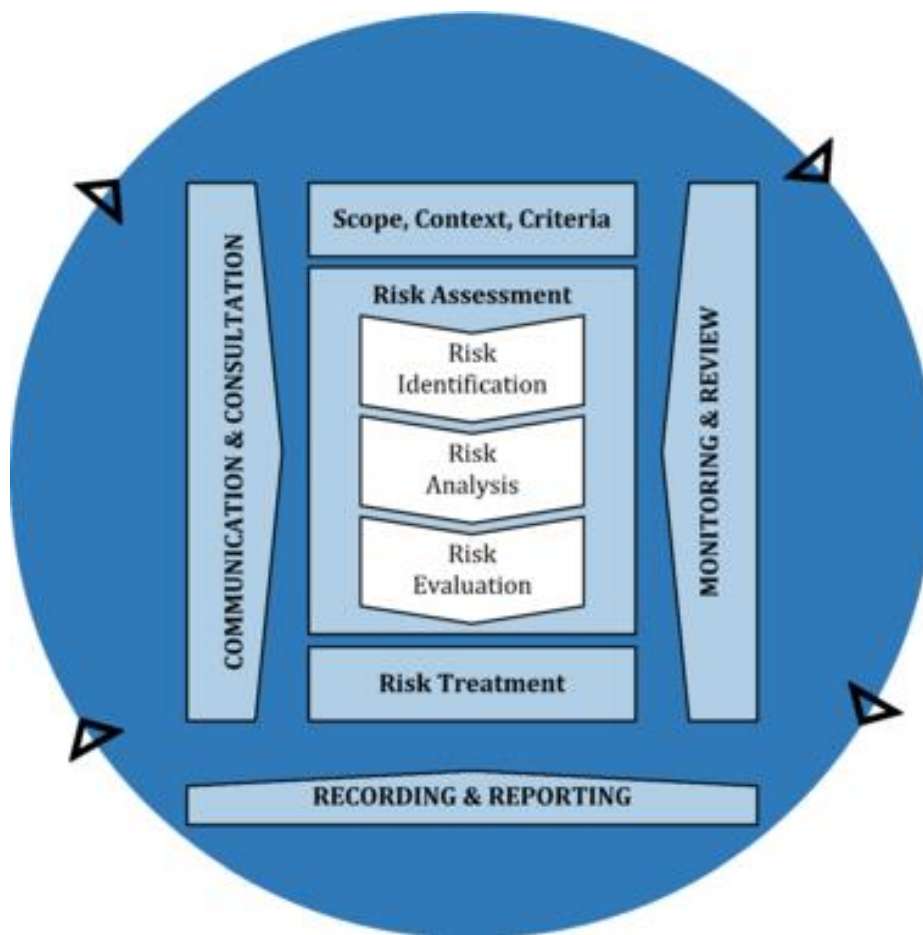 Scope, Context, Criteria
COMMUNICATION & CONSULTATION
Risk Assessment
Risk
Identification
Risk
Analysis
Risk
Evaluation
MONITORING & REVIEW
Risk Treatment
RECORDING & REPORTING